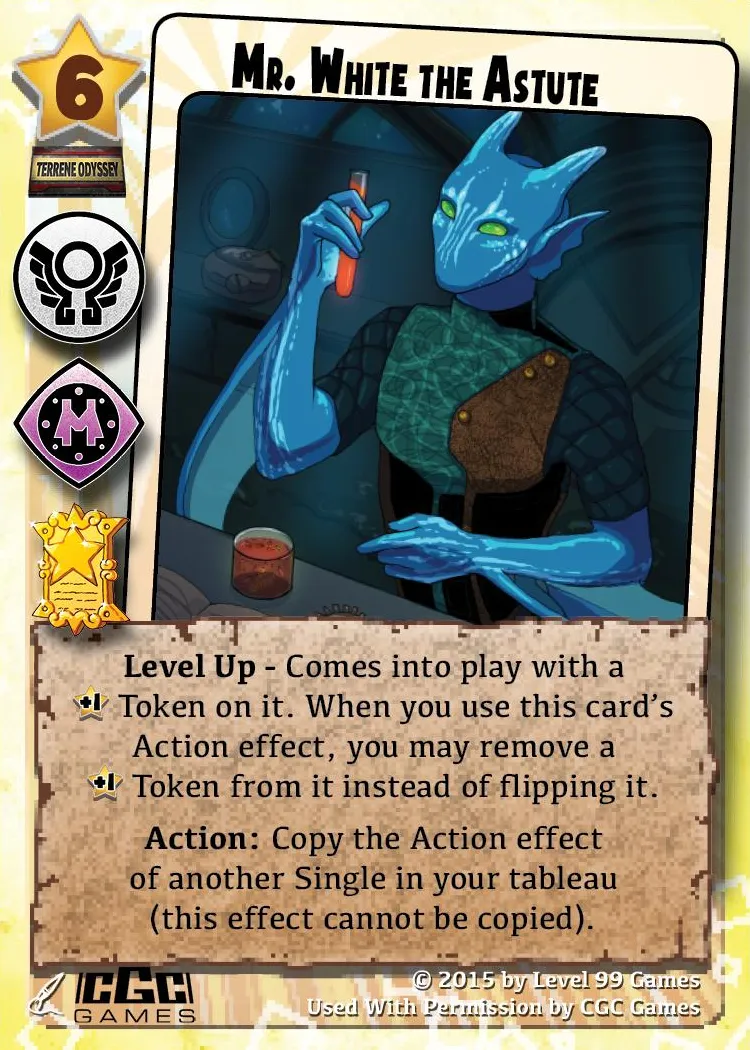 6
Mr. White the Astute
TERRENE ODYSSEY
M
Level Up - Comes into play with a
+1 Token on it. When you use this card's
Action effect, you may remove a
+1 Token from it instead of flipping it.
Action: Copy the Action effect
of another Single in your tableau
(this effect cannot be copied).
CGC
GAMES
© 2015 by Level 99 Games
Used With Permission by CGC Games